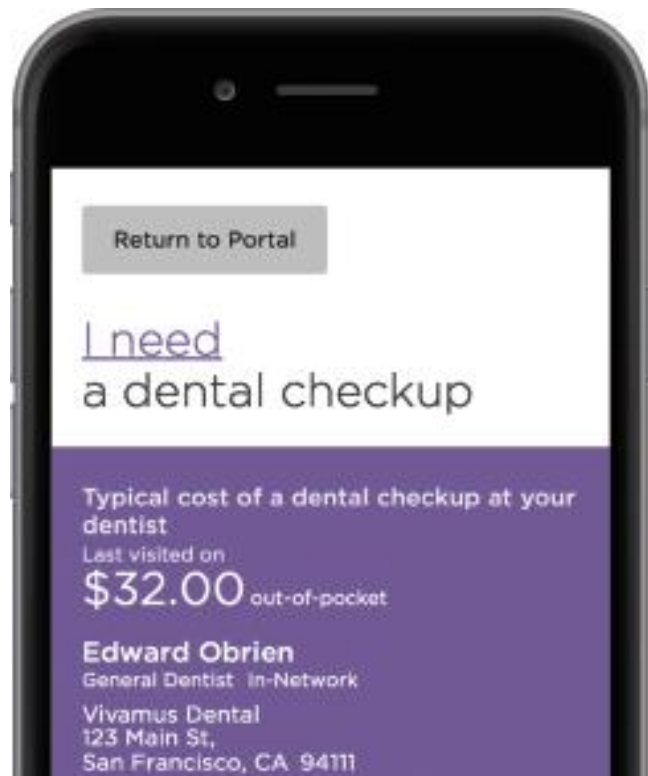 Return to Portal
I need
a dental checkup
Typical cost of a dental checkup at your
dentist
Last visited on
$32.00 out-of-pocket
Edward Obrien
General Dentist In-Network
Vivamus Dental
123 Main St,
San Francisco, CA 94111